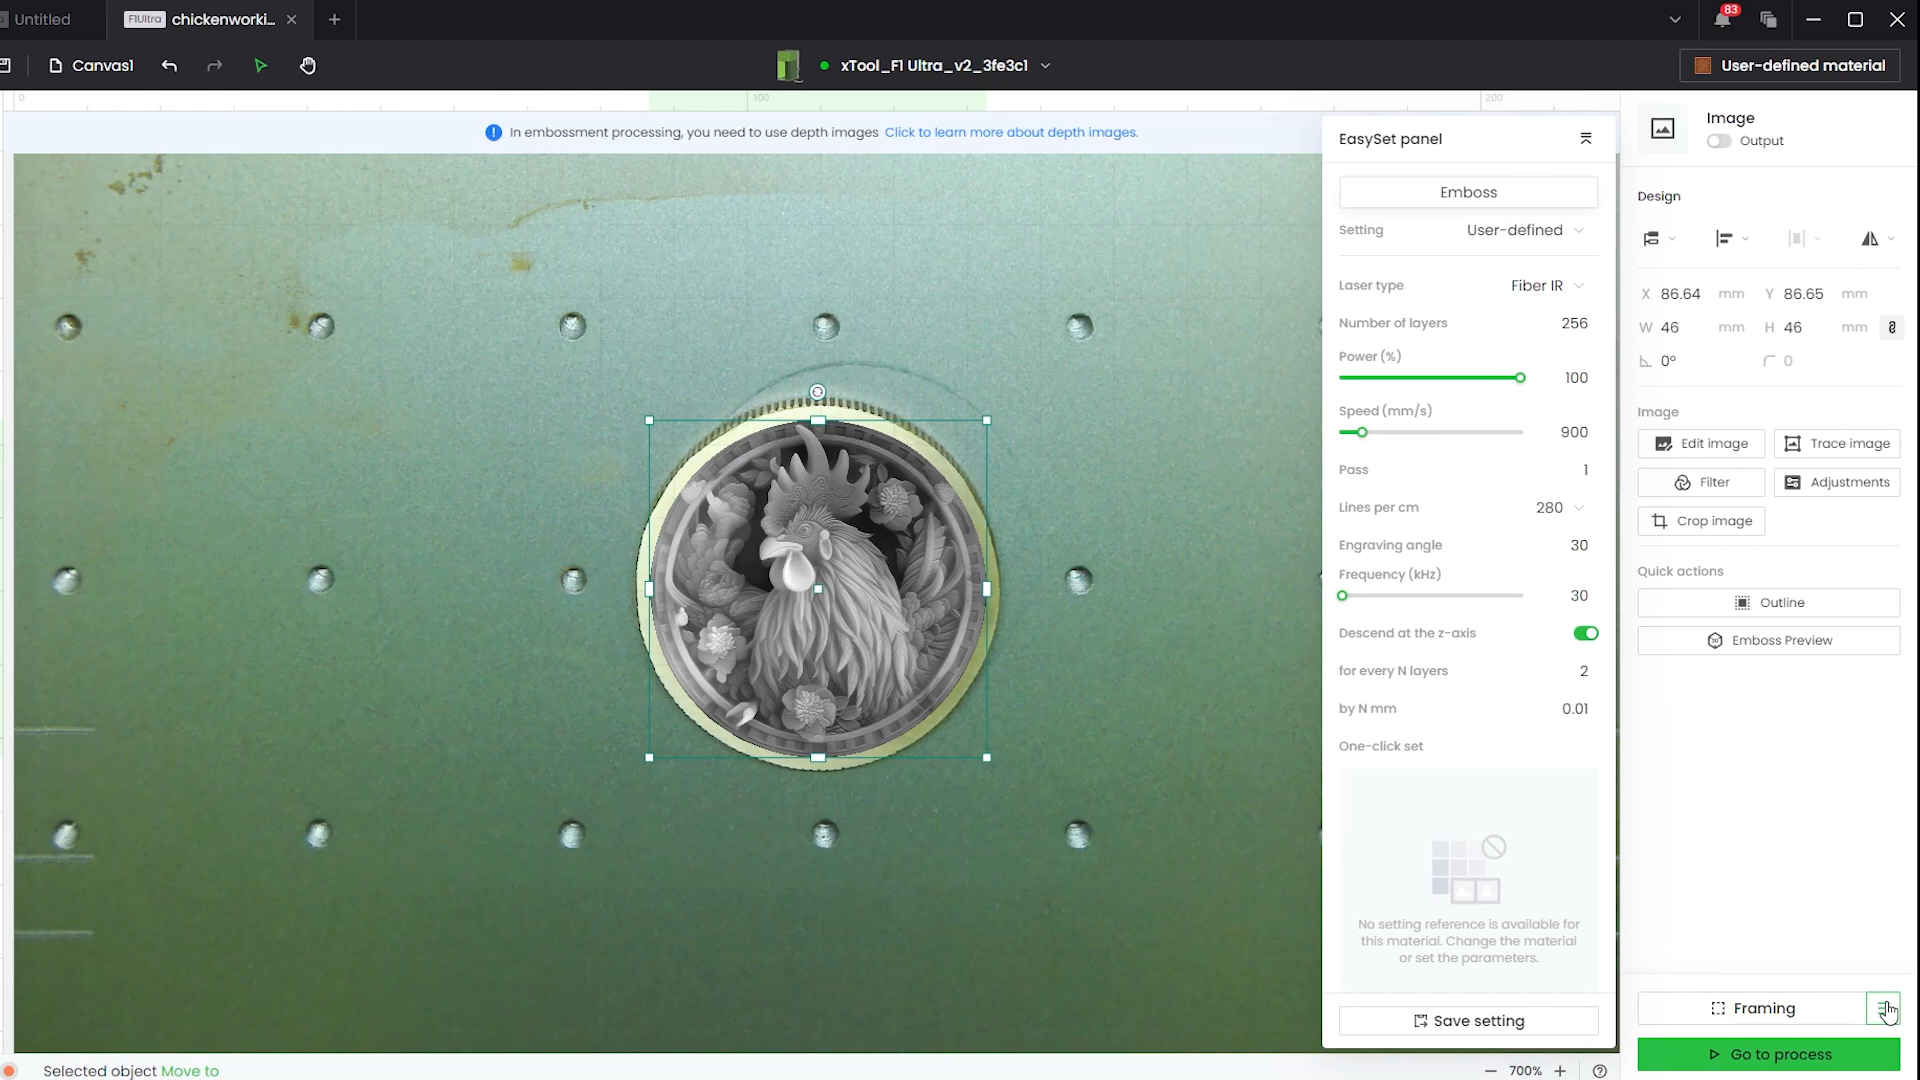 Untitled
F1Ultra chickenworki...
83
Canvas1
xTool_F1 Ultra_v2_3fe3c1
User-defined material
0
100
200
In embossment processing, you need to use depth images Click to learn more about depth images.
EasySet panel
Emboss
Setting User-defined
Laser type Fiber IR
Number of layers 256
Power (%)
100
Speed (mm/s)
900
Pass 1
Lines per cm 280
Engraving angle 30
Frequency (kHz)
30
Descend at the z-axis
for every N layers 2
by N mm 0.01
One-click set
No setting reference is available for
this material. Change the material
or set the parameters.
Save setting
Image
Output
Design
X 86.64 mm Y 86.65 mm
W 46 mm H 46 mm
0° 0
Image
Edit image Trace image
Filter Adjustments
Crop image
Quick actions
Outline
Emboss Preview
Framing
Go to process
Selected object Move to
700%